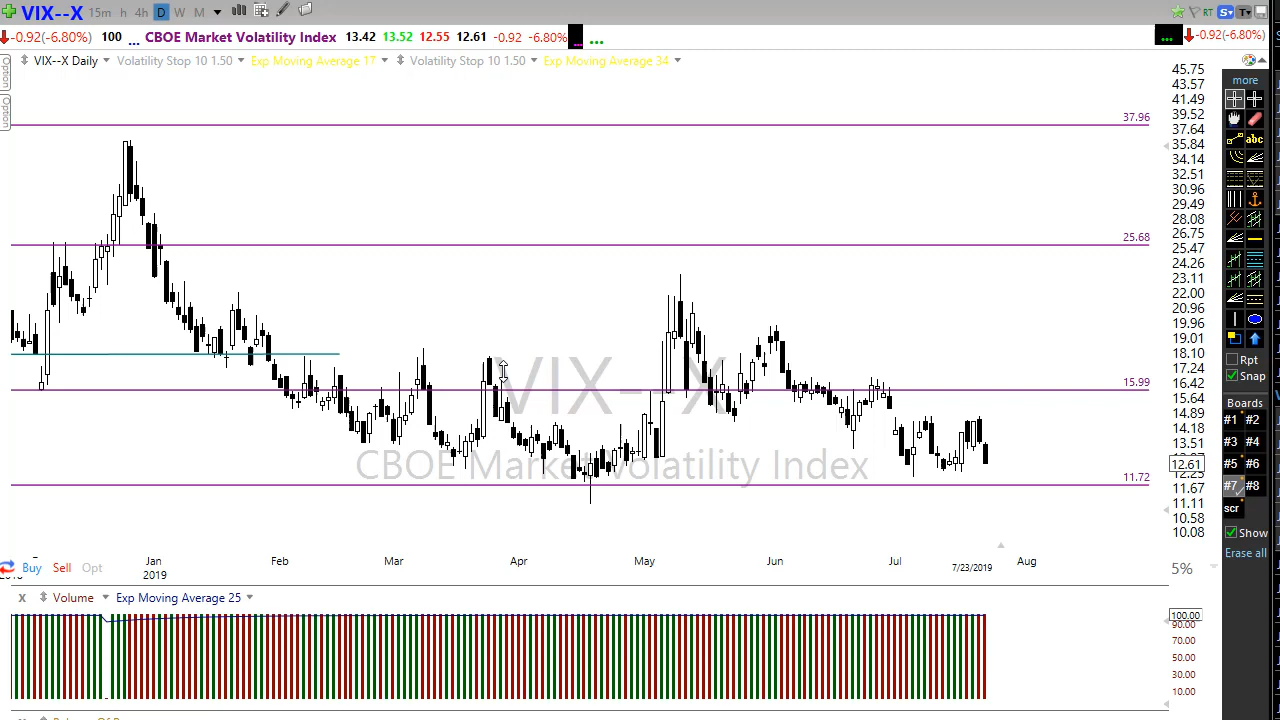 VIX--X 15m h 4h D W M RT S T
-0.92(-6.80%) 100 ... CBOE Market Volatility Index 13.42 13.52 12.55 12.61 -0.92 -6.80% ... ... -0.92(-6.80%)
VIX--X Daily Volatility Stop 10 1.50 Exp Moving Average 17 Volatility Stop 10 1.50 Exp Moving Average 34
Option
Option
45.75
43.57
41.49
39.52
37.64
35.84
34.14
32.51
30.96
29.49
28.08
26.75
25.47
24.26
23.11
22.00
20.96
19.96
19.01
18.10
17.24
16.42
15.64
14.89
14.18
13.51
12.61
12.25
11.67
11.11
10.58
10.08
37.96
25.68
15.99
11.72
VIX--X
CBOE Market Volatility Index
more
abc
Rpt
Snap
Boards
#1 #2
#3 #4
#5 #6
#7 #8
scr
Show
Erase all
Jan Feb Mar Apr May Jun Jul Aug
2019 7/23/2019
Buy Sell Opt
5%
X Volume Exp Moving Average 25
100.00
90.00
70.00
50.00
30.00
10.00